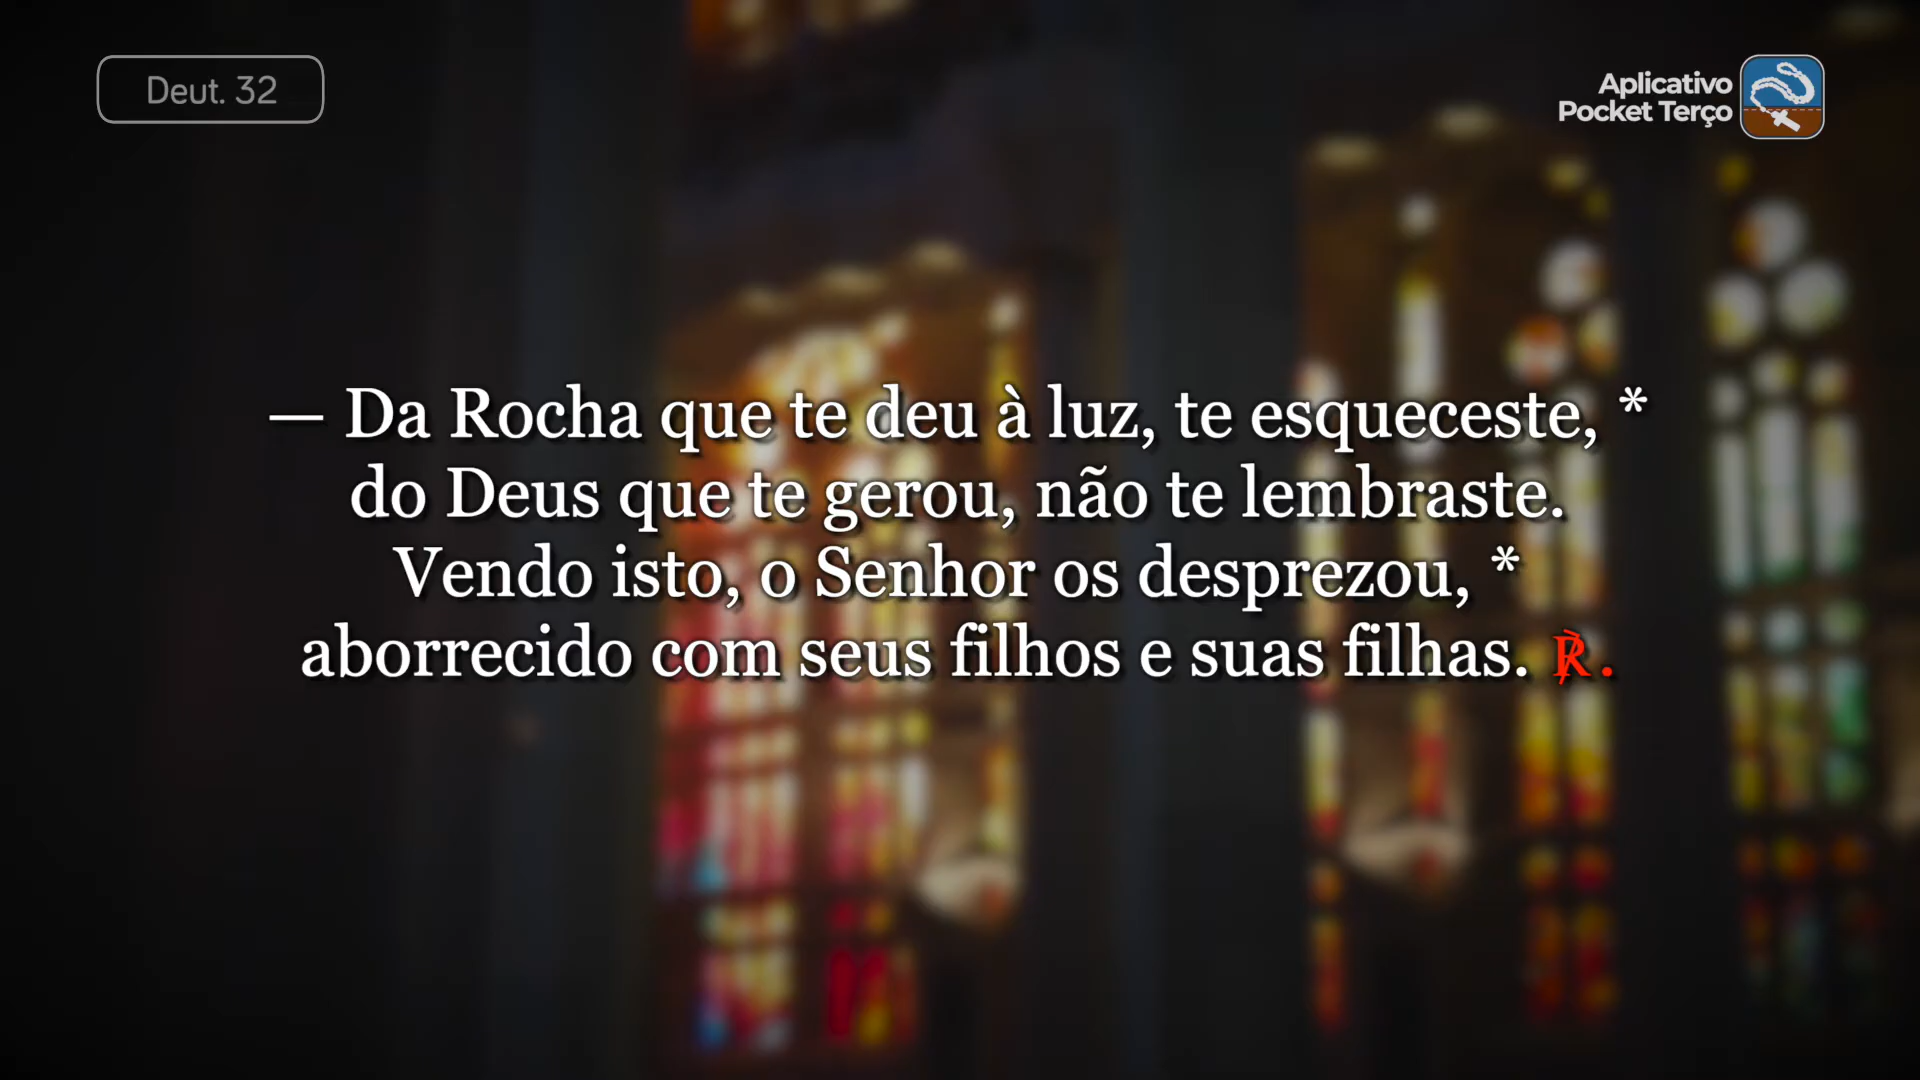 Deut. 32
Aplicativo
Pocket Terço
— Da Rocha que te deu à luz, te esqueceste, *
do Deus que te gerou, não te lembraste.
Vendo isto, o Senhor os desprezou, *
aborrecido com seus filhos e suas filhas. ℟.